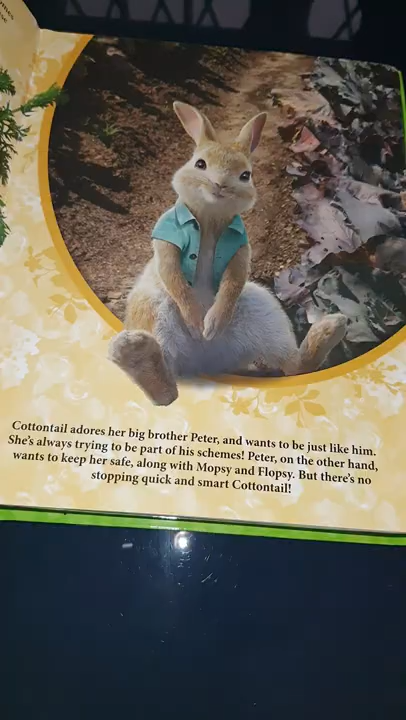 Cottontail adores her big brother Peter, and wants to be just like him.
She's always trying to be part of his schemes! Peter, on the other hand,
wants to keep her safe, along with Mopsy and Flopsy. But there's no
stopping quick and smart Cottontail!